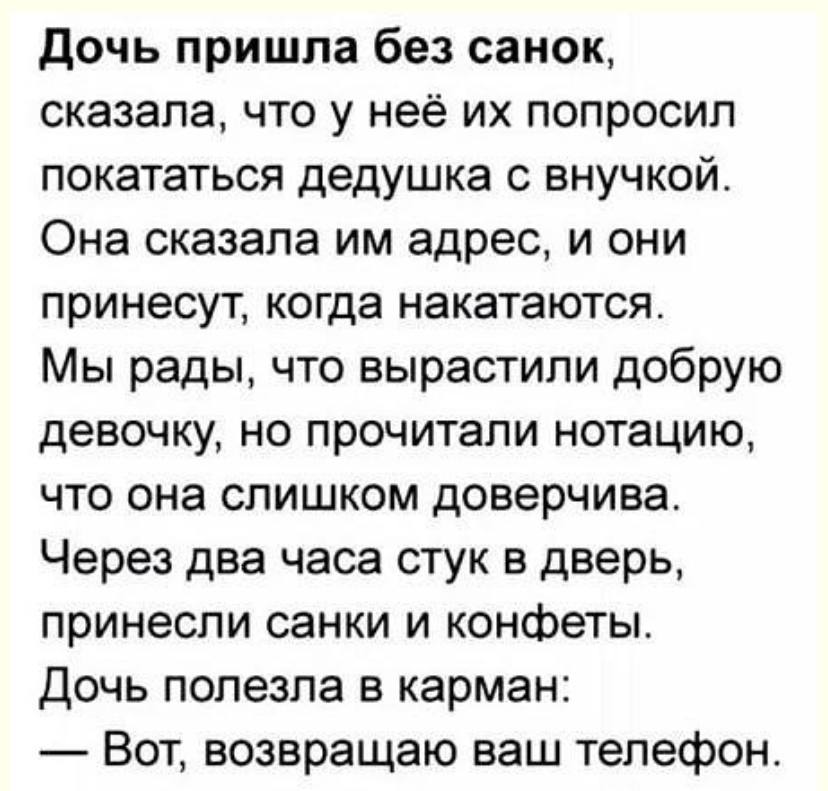 Дочь пришла без санок,
сказала, что у неё их попросил
покататься дедушка с внучкой.
Она сказала им адрес, и они
принесут, когда накатаются.
Мы рады, что вырастили добрую
девочку, но прочитали нотацию,
что она слишком доверчива.
Через два часа стук в дверь,
принесли санки и конфеты.
Дочь полезла в карман:
— Вот, возвращаю ваш телефон.